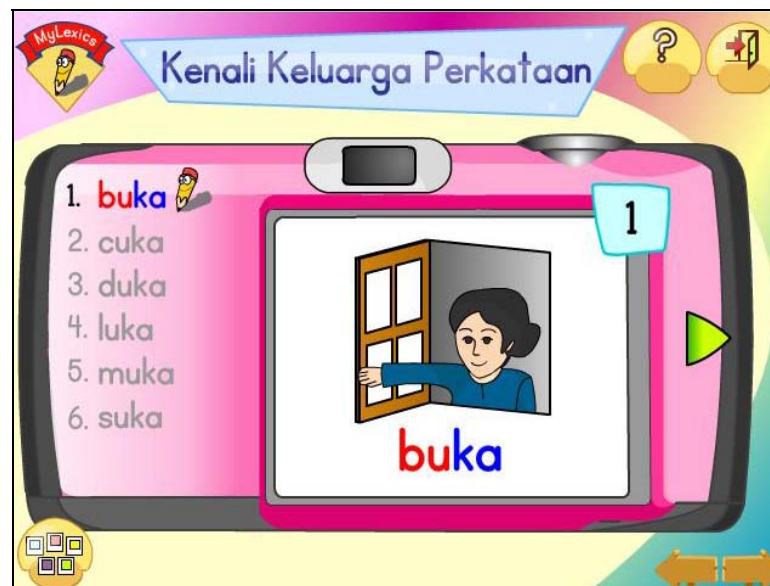 MyLexics
Kenali Keluarga Perkataan
?
1. buka
2. cuka
3. duka
4. luka
5. muka
6. suka
1
buka